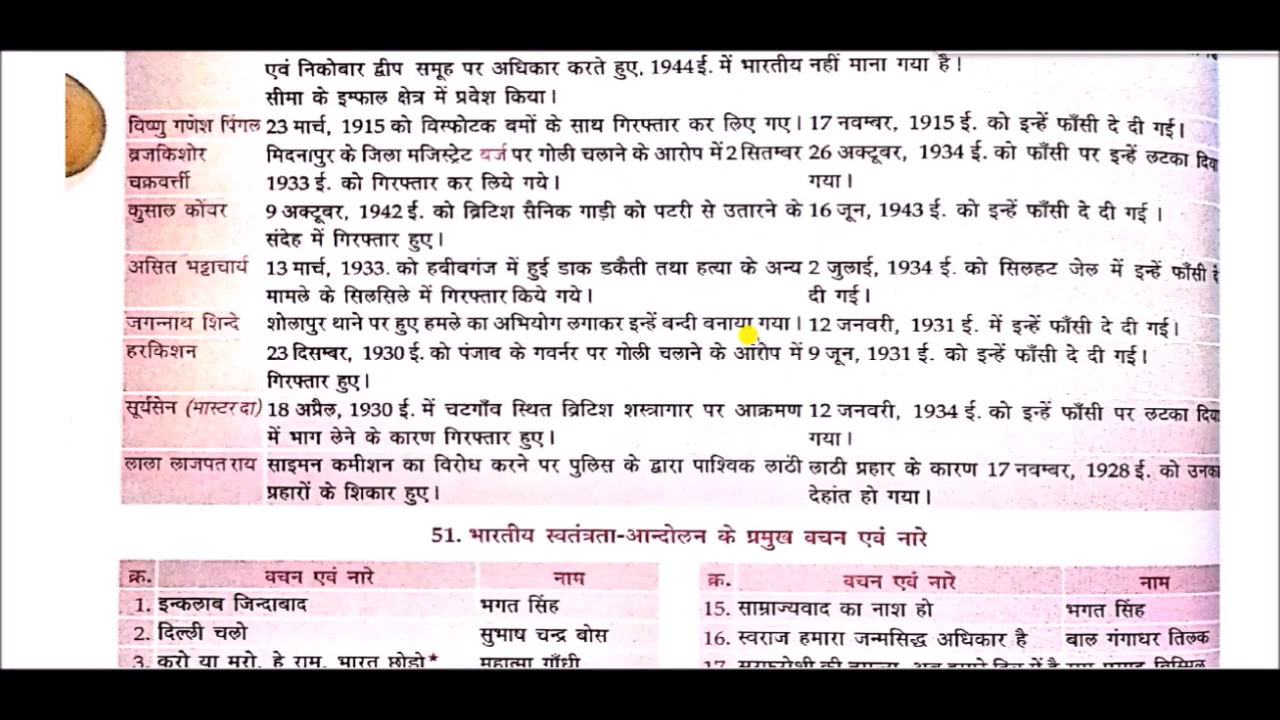 एवं निकोबार द्वीप समूह पर अधिकार करते हुए, 1944 ई. में भारतीय नहीं माना गया है।
सीमा के इम्फाल क्षेत्र में प्रवेश किया।
विष्णु गणेश पिंगल 23 मार्च, 1915 को विस्फोटक बमों के साथ गिरफ्तार कर लिए गए। 17 नवम्बर, 1915 ई. को इन्हें फाँसी दे दी गई।
ब्रजकिशोर मिदनापुर के जिला मजिस्ट्रेट वर्ज पर गोली चलाने के आरोप में 2 सितम्बर 26 अक्टूबर, 1934 ई. को फाँसी पर इन्हें लटका दिया
चक्रवर्त्ती 1933 ई. को गिरफ्तार कर लिये गये। गया।
कुसाल कोंवर 9 अक्टूबर, 1942 ई. को ब्रिटिश सैनिक गाड़ी को पटरी से उतारने के 16 जून, 1943 ई. को इन्हें फाँसी दे दी गई।
संदेह में गिरफ्तार हुए।
असित भट्टाचार्य 13 मार्च, 1933. को हबीबगंज में हुई डाक डकैती तथा हत्या के अन्य 2 जुलाई, 1934 ई. को सिलहट जेल में इन्हें फाँसी दे
मामले के सिलसिले में गिरफ्तार किये गये। दी गई।
जगन्नाथ शिन्दे शोलापुर थाने पर हुए हमले का अभियोग लगाकर इन्हें बन्दी बनाया गया। 12 जनवरी, 1931 ई. में इन्हें फाँसी दे दी गई।
हरकिशन 23 दिसम्बर, 1930 ई. को पंजाब के गवर्नर पर गोली चलाने के आरोप में 9 जून, 1931 ई. को इन्हें फाँसी दे दी गई।
गिरफ्तार हुए।
सूर्यसेन (मास्टर दा) 18 अप्रैल, 1930 ई. में चटगाँव स्थित ब्रिटिश शस्त्रागार पर आक्रमण 12 जनवरी, 1934 ई. को इन्हें फाँसी पर लटका दिया
में भाग लेने के कारण गिरफ्तार हुए। गया।
लाला लाजपत राय साइमन कमीशन का विरोध करने पर पुलिस के द्वारा पाश्विक लाठी लाठी प्रहार के कारण 17 नवम्बर, 1928 ई. को उनका
प्रहारों के शिकार हुए। देहांत हो गया।
51. भारतीय स्वतंत्रता-आन्दोलन के प्रमुख वचन एवं नारे
क्र. वचन एवं नारे नाम
1. इन्कलाब जिन्दाबाद भगत सिंह
2. दिल्ली चलो सुभाष चन्द्र बोस
3. करो या मरो, हे राम, भारत छोड़ो* महात्मा गाँधी
क्र. वचन एवं नारे नाम
15. साम्राज्यवाद का नाश हो भगत सिंह
16. स्वराज हमारा जन्मसिद्ध अधिकार है बाल गंगाधर तिलक